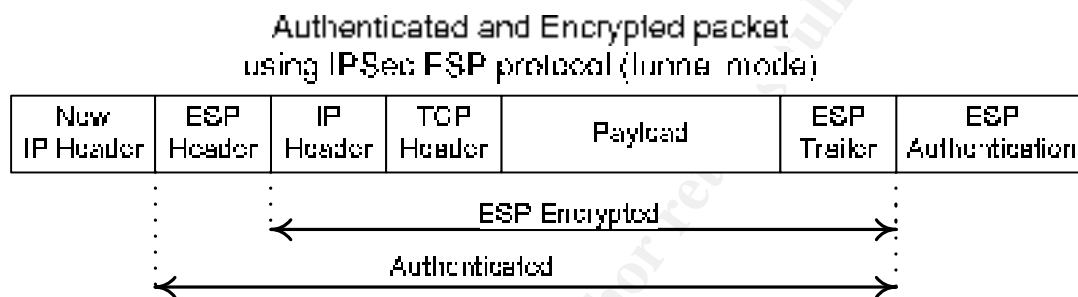 Authenticated and Encrypted packet
using IPSec ESP protocol (tunnel mode)
New
IP Header
ESP
Header
IP
Header
TCP
Header
Payload
ESP
Trailer
ESP
Authentication
ESP Encrypted
Authenticated